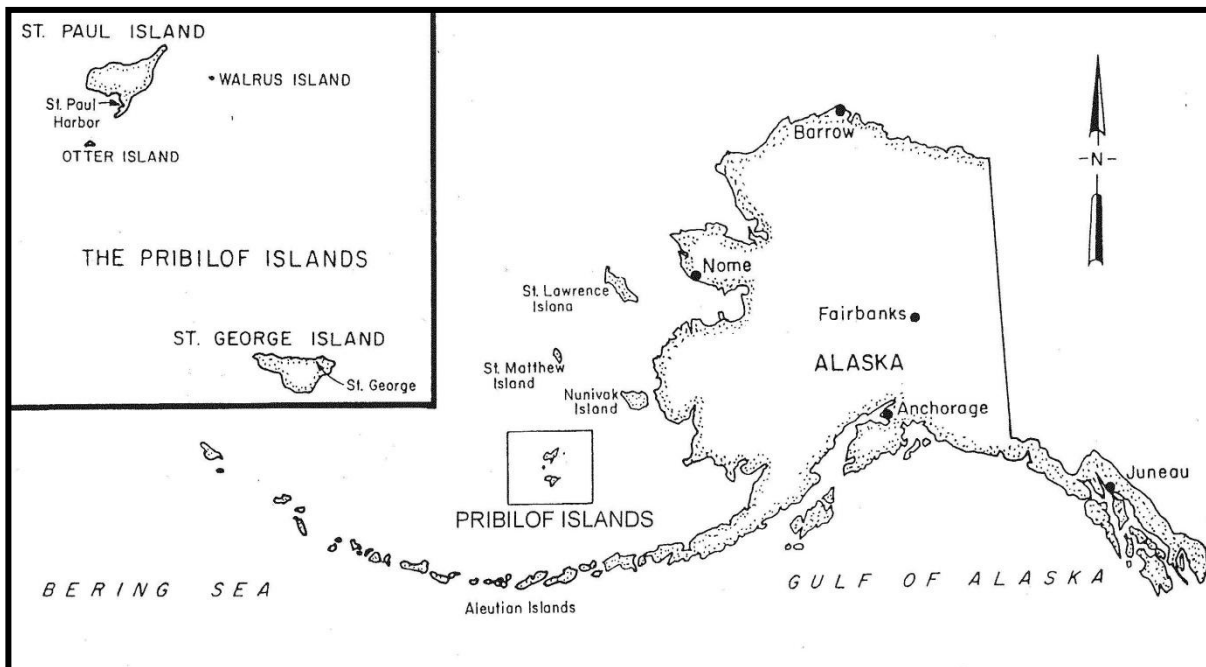 ST. PAUL ISLAND
WALRUS ISLAND
St. Paul
Harbor
OTTER ISLAND
THE PRIBILOF ISLANDS
ST. GEORGE ISLAND
St. George
Barrow
-N-
Nome
St. Lawrence
Islana
Fairbanks
St. Matthew
Island
ALASKA
Nunivak
Island
Anchorage
Juneau
PRIBILOF ISLANDS
BERING SEA
Aleutian Islands
GULF OF ALASKA